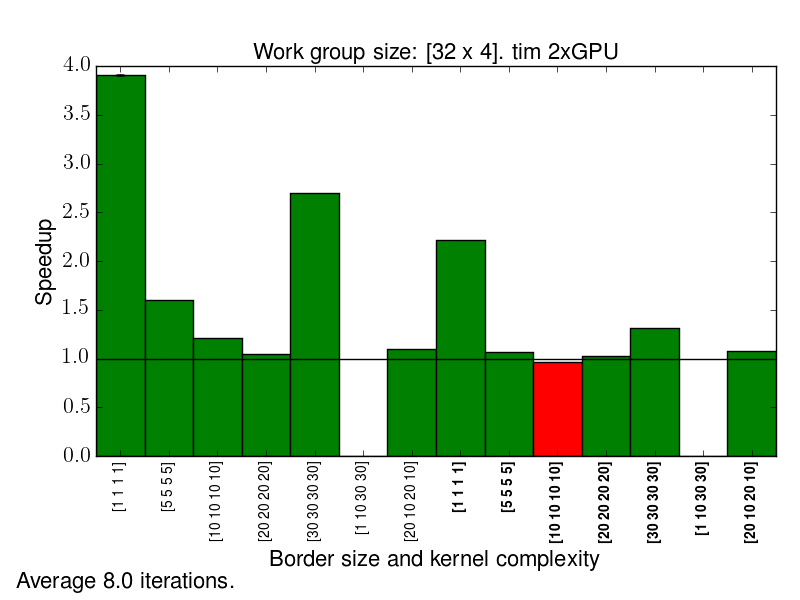 Work group size: [32 x 4]. tim 2xGPU
4.0
3.5
3.0
2.5
2.0
1.5
1.0
0.5
0.0
Speedup
[1 1 1 1]
[5 5 5 5]
[10 10 10 10]
[20 20 20 20]
[30 30 30 30]
[1 10 30 30]
[20 10 20 10]
[1 1 1 1]
[5 5 5 5]
[10 10 10 10]
[20 20 20 20]
[30 30 30 30]
[1 10 30 30]
[20 10 20 10]
Border size and kernel complexity
Average 8.0 iterations.